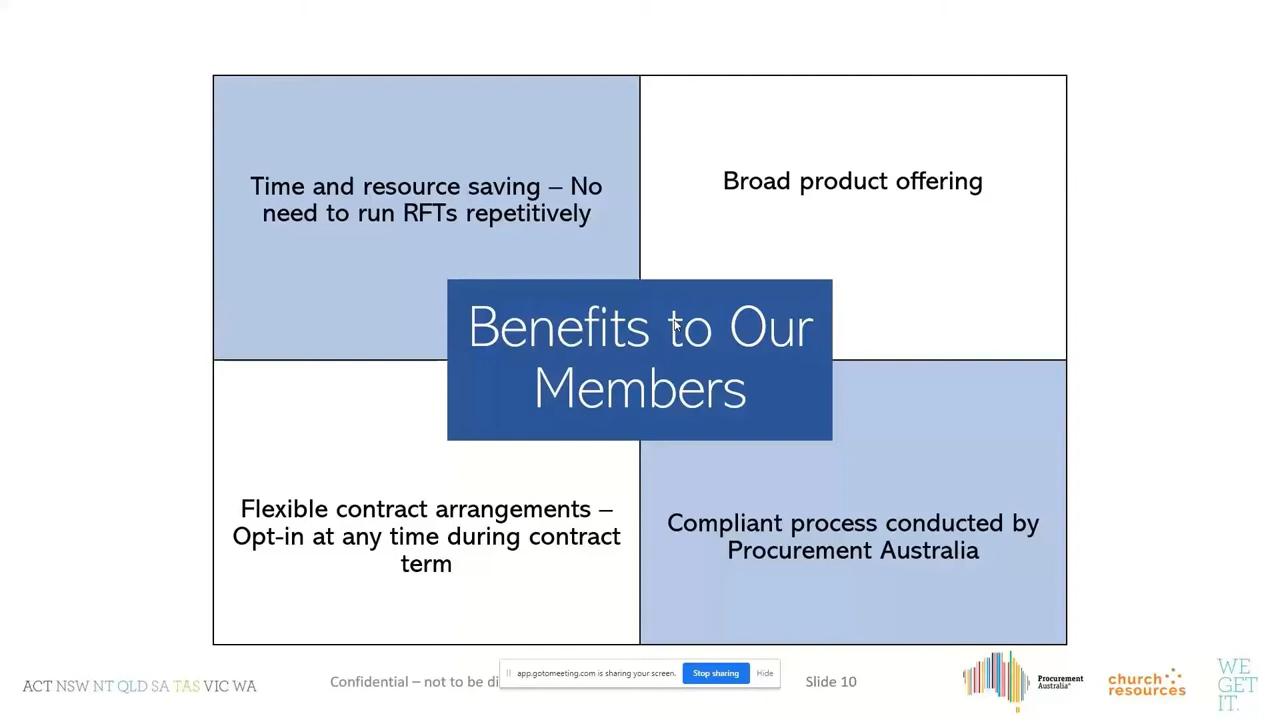 Time and resource saving – No
need to run RFTs repetitively
Broad product offering
Benefits to Our
Members
Flexible contract arrangements –
Opt-in at any time during contract
term
Compliant process conducted by
Procurement Australia
ACT NSW NT QLD SA TAS VIC WA
Confidential – not to be di
app.gotomeeting.com is sharing your screen.
Stop sharing
Hide
Slide 10
Procurement
Australia
church
resources
WE
GET
IT.